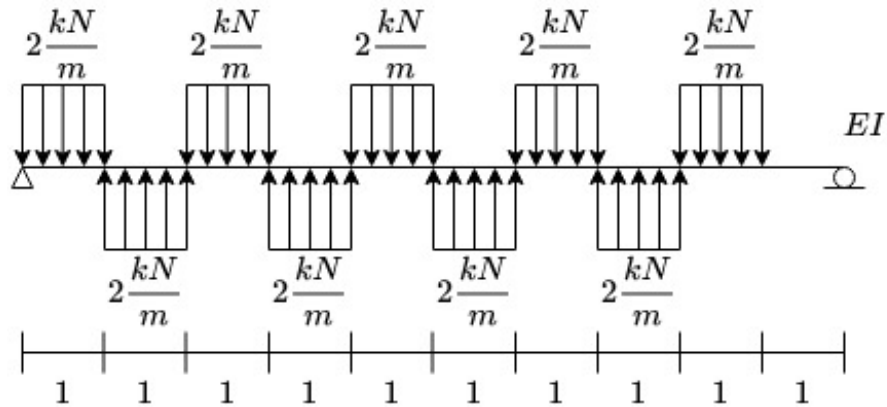 2 kN/m 2 kN/m 2 kN/m 2 kN/m 2 kN/m
EI
2 kN/m 2 kN/m 2 kN/m 2 kN/m
1 1 1 1 1 1 1 1 1 1